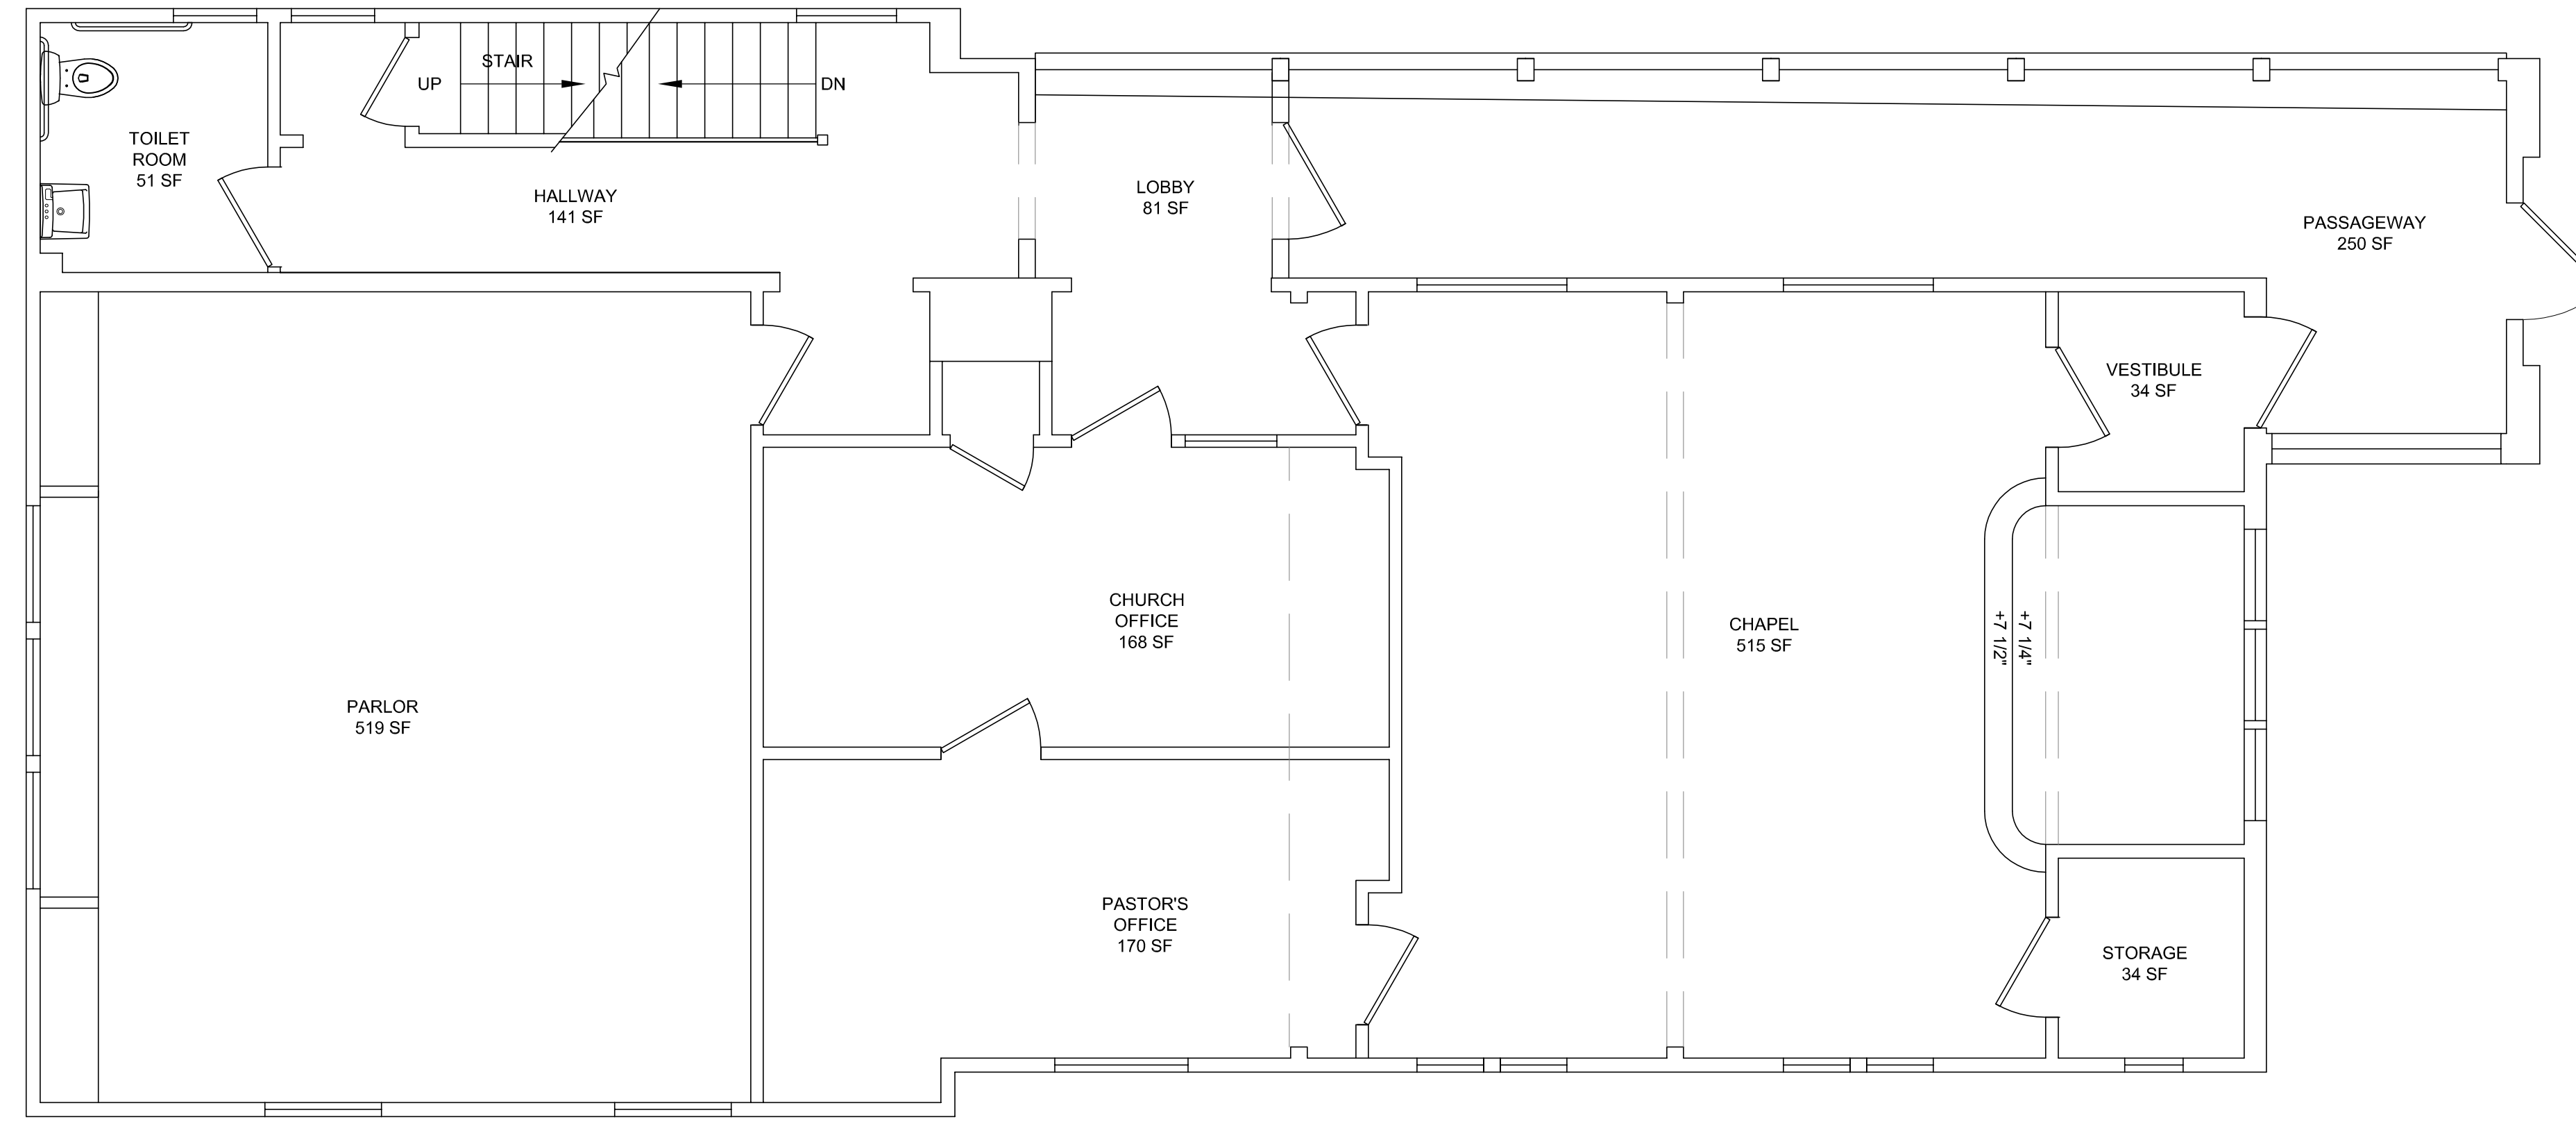 STAIR
UP
DN
TOILET
ROOM
51 SF
HALLWAY
141 SF
LOBBY
81 SF
PASSAGEWAY
250 SF
VESTIBULE
34 SF
CHURCH
OFFICE
168 SF
CHAPEL
515 SF
+7 1/2"
+7 1/4"
PARLOR
519 SF
PASTOR'S
OFFICE
170 SF
STORAGE
34 SF